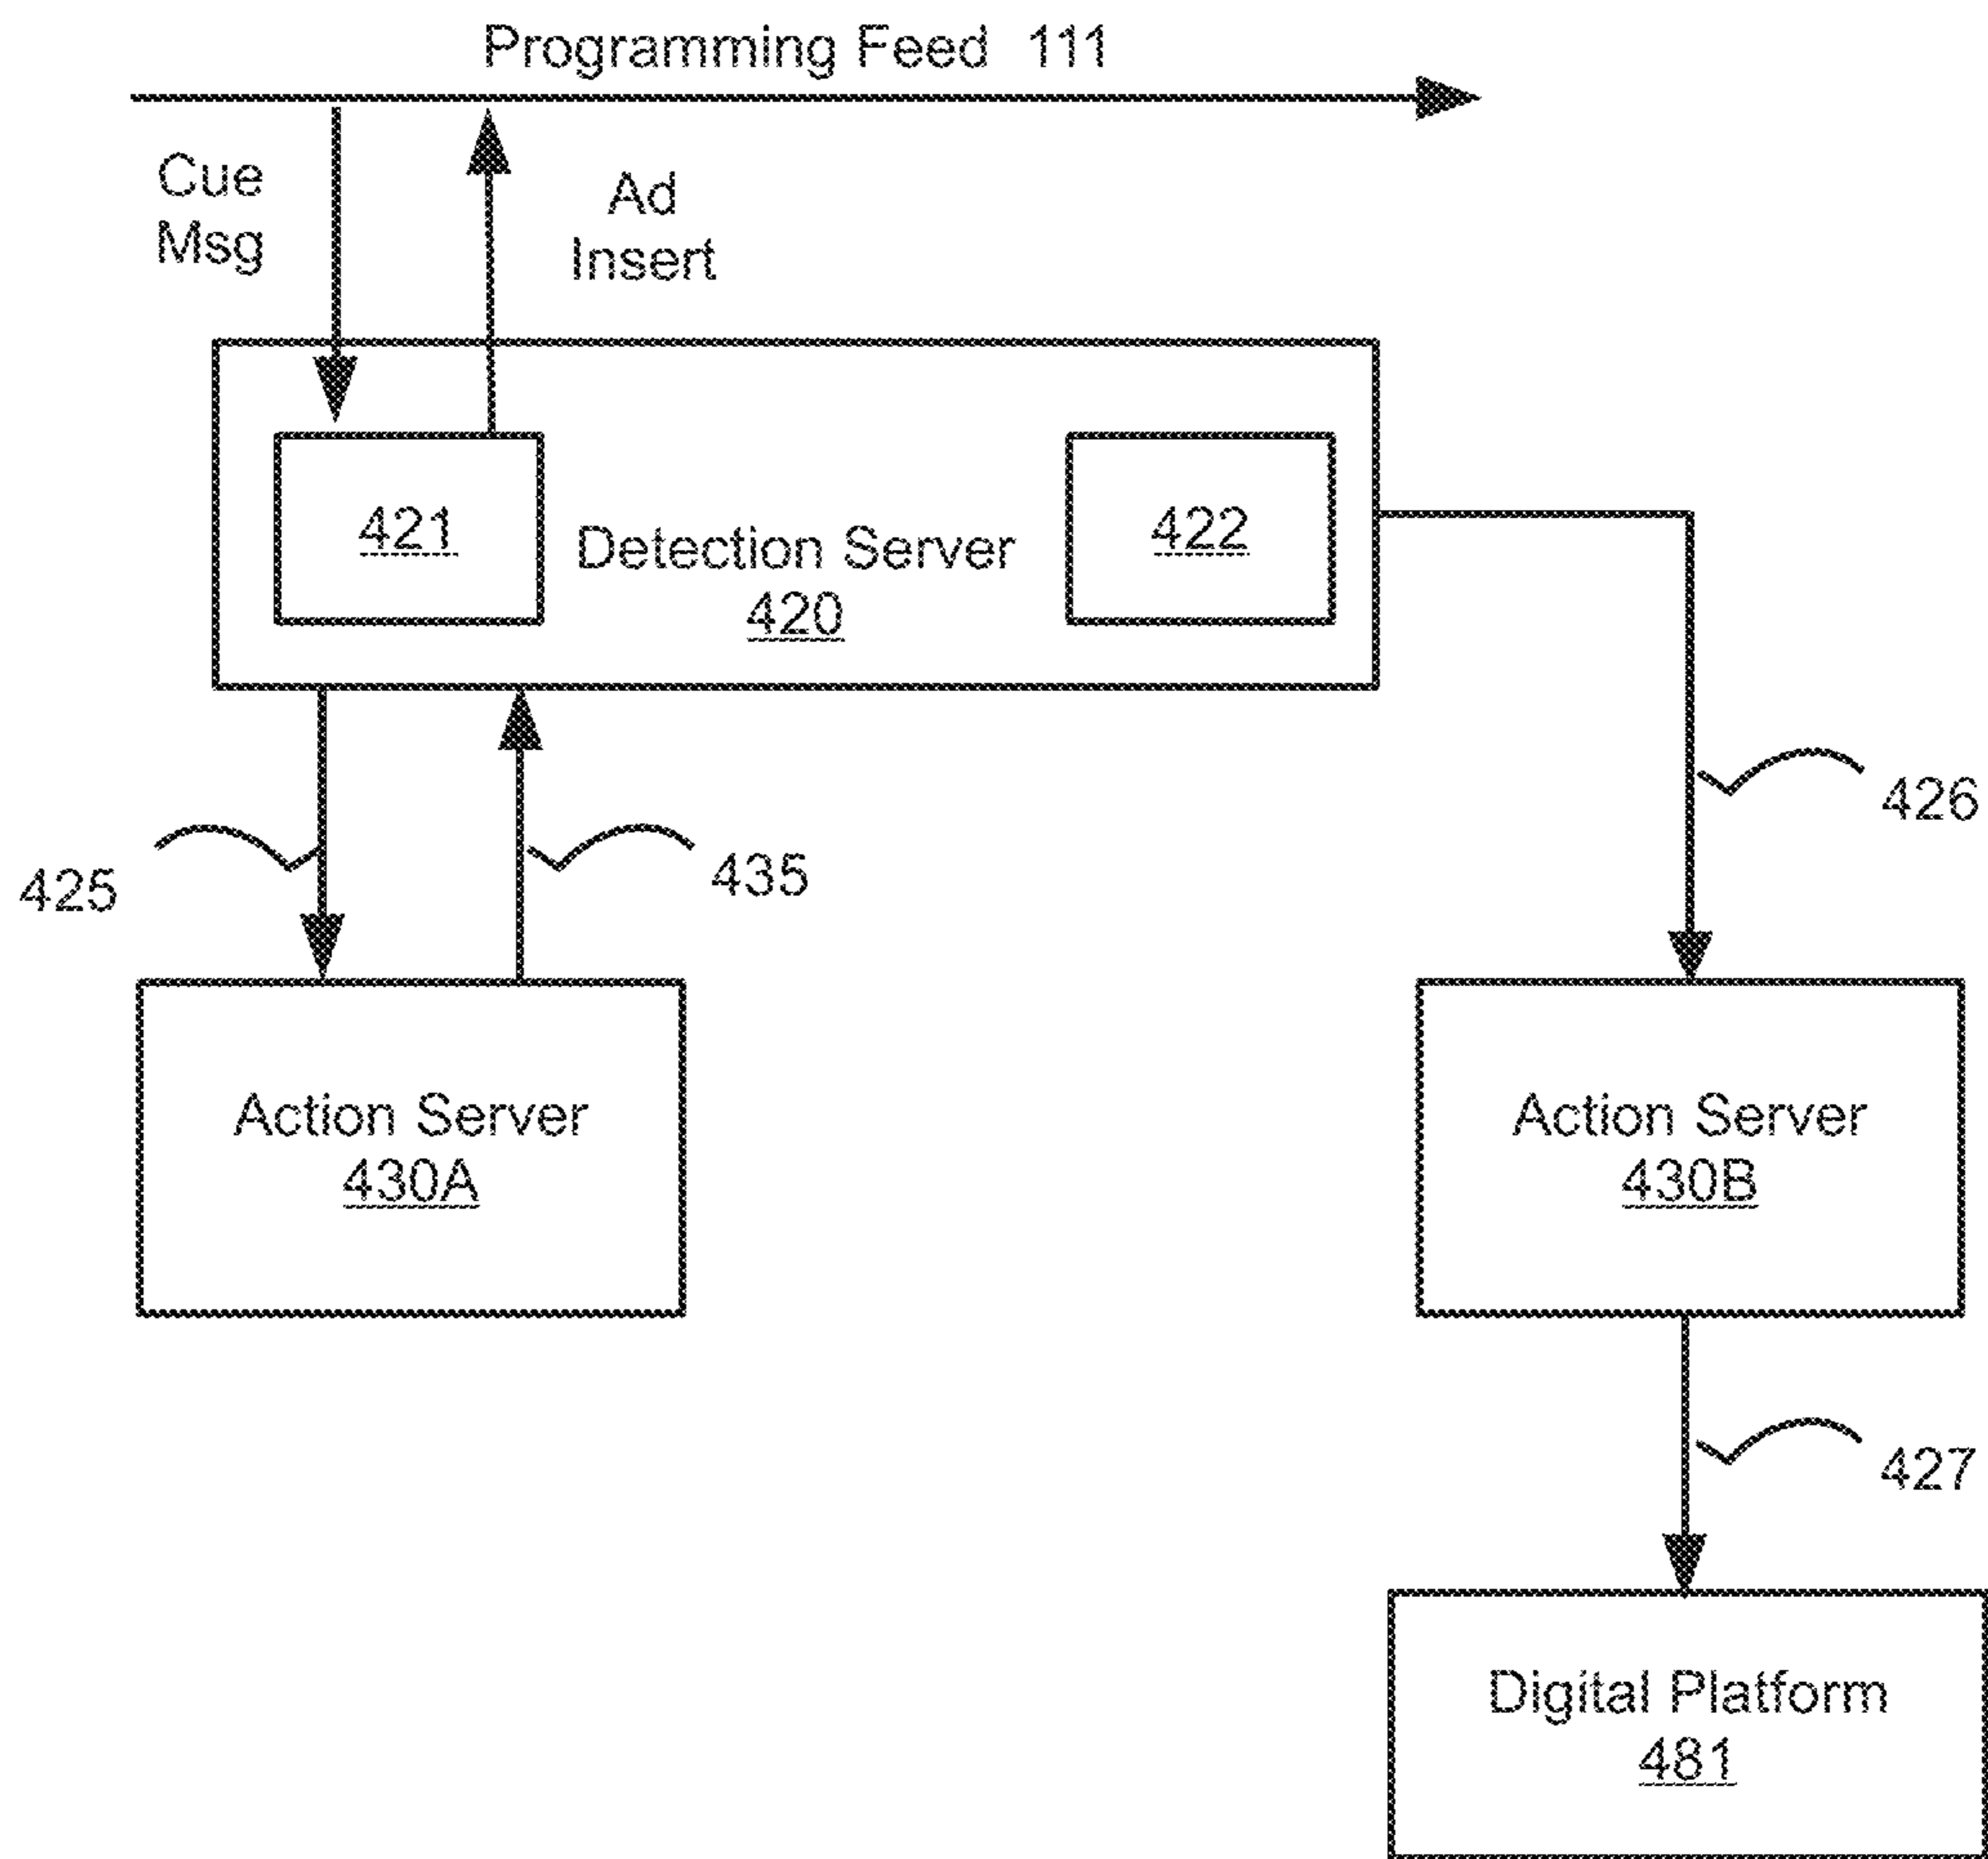 Programming Feed 111
Cue
Msg
Ad
Insert
421
Detection Server
420
422
425
435
426
Action Server
430A
Action Server
430B
427
Digital Platform
481